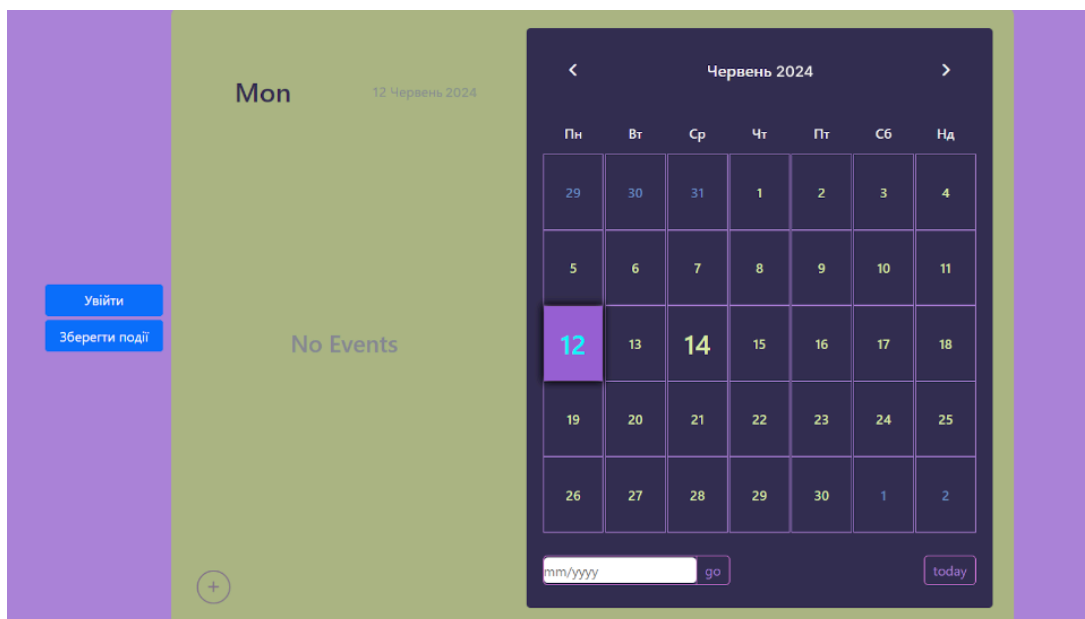 Увійти
Зберегти події
Mon
12 Червень 2024
No Events
+
Червень 2024
Пн Вт Ср Чт Пт Сб Нд
29 30 31 1 2 3 4
5 6 7 8 9 10 11
12 13 14 15 16 17 18
19 20 21 22 23 24 25
26 27 28 29 30 1 2
mm/yyyy go today